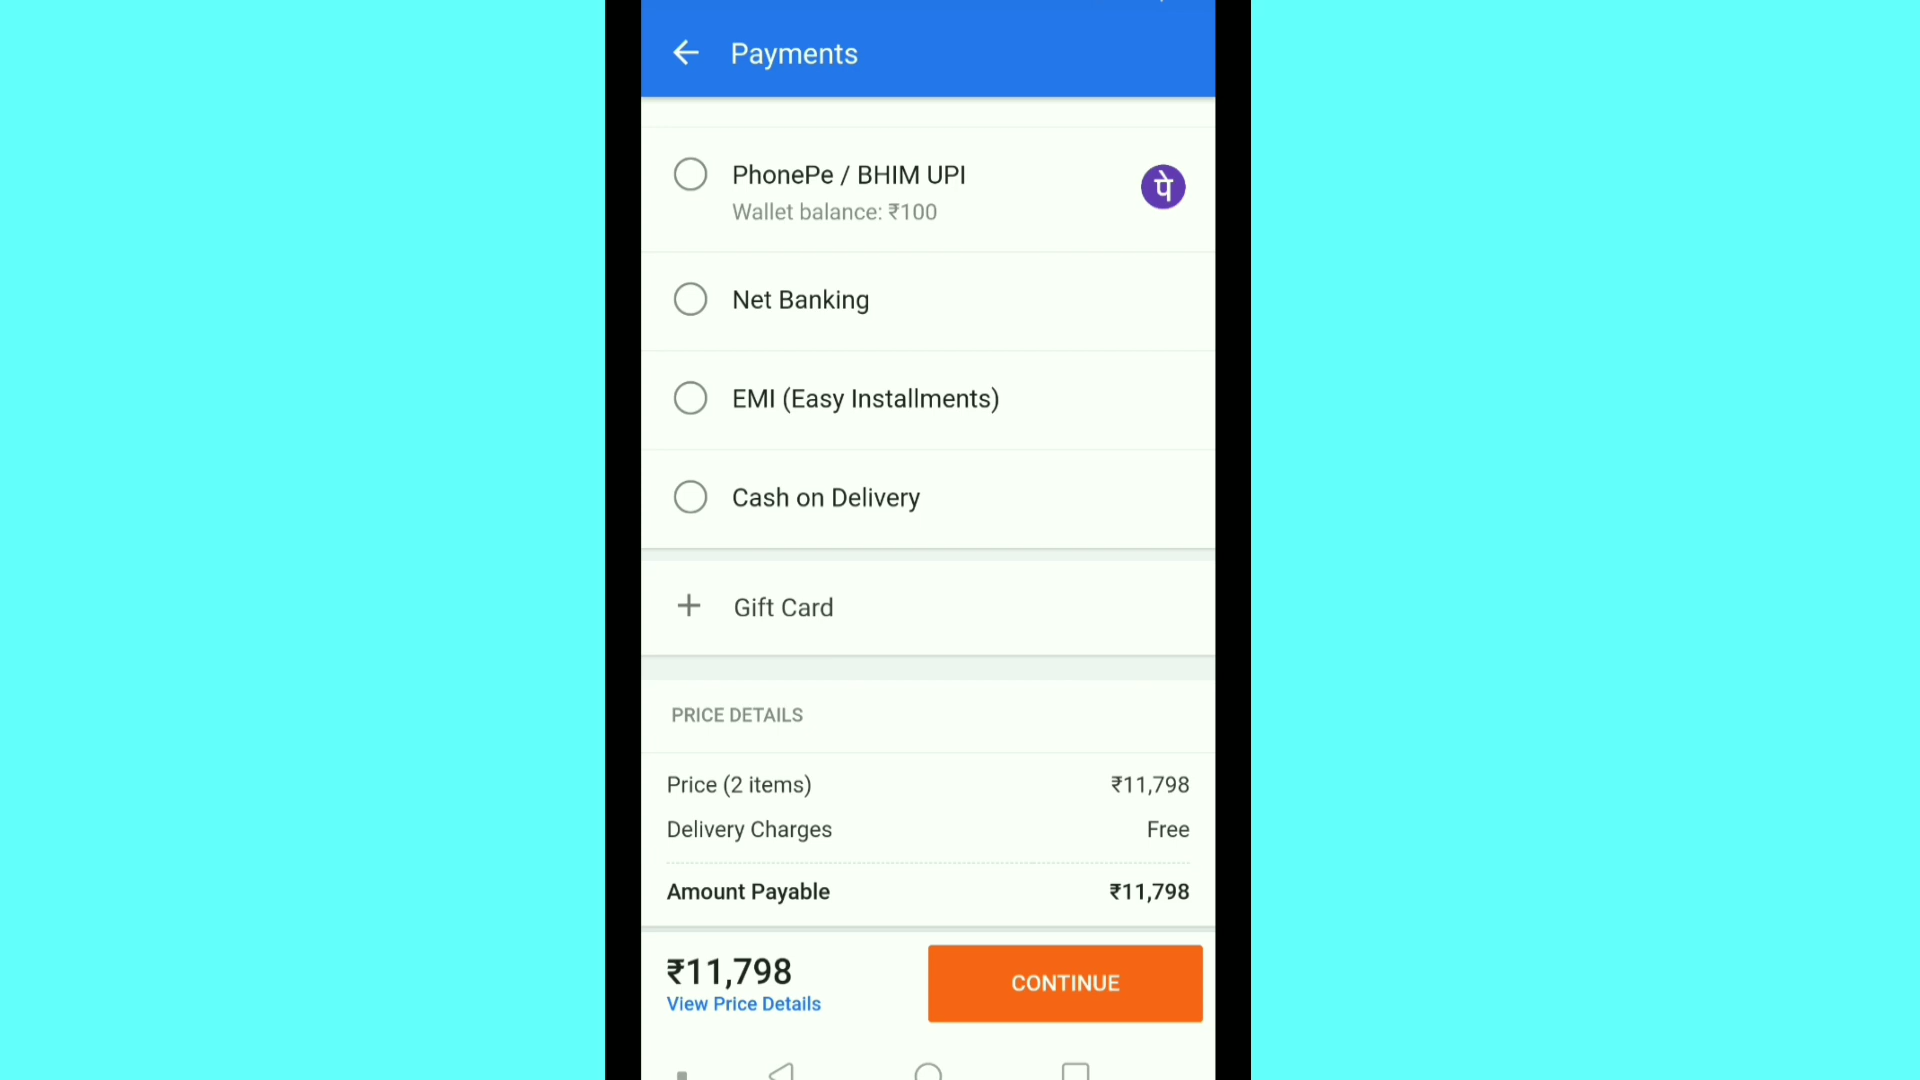 Payments
PhonePe / BHIM UPI
Wallet balance: ₹100
पे
Net Banking
EMI (Easy Installments)
Cash on Delivery
+ Gift Card
PRICE DETAILS
Price (2 items) ₹11,798
Delivery Charges Free
Amount Payable ₹11,798
₹11,798
View Price Details
CONTINUE